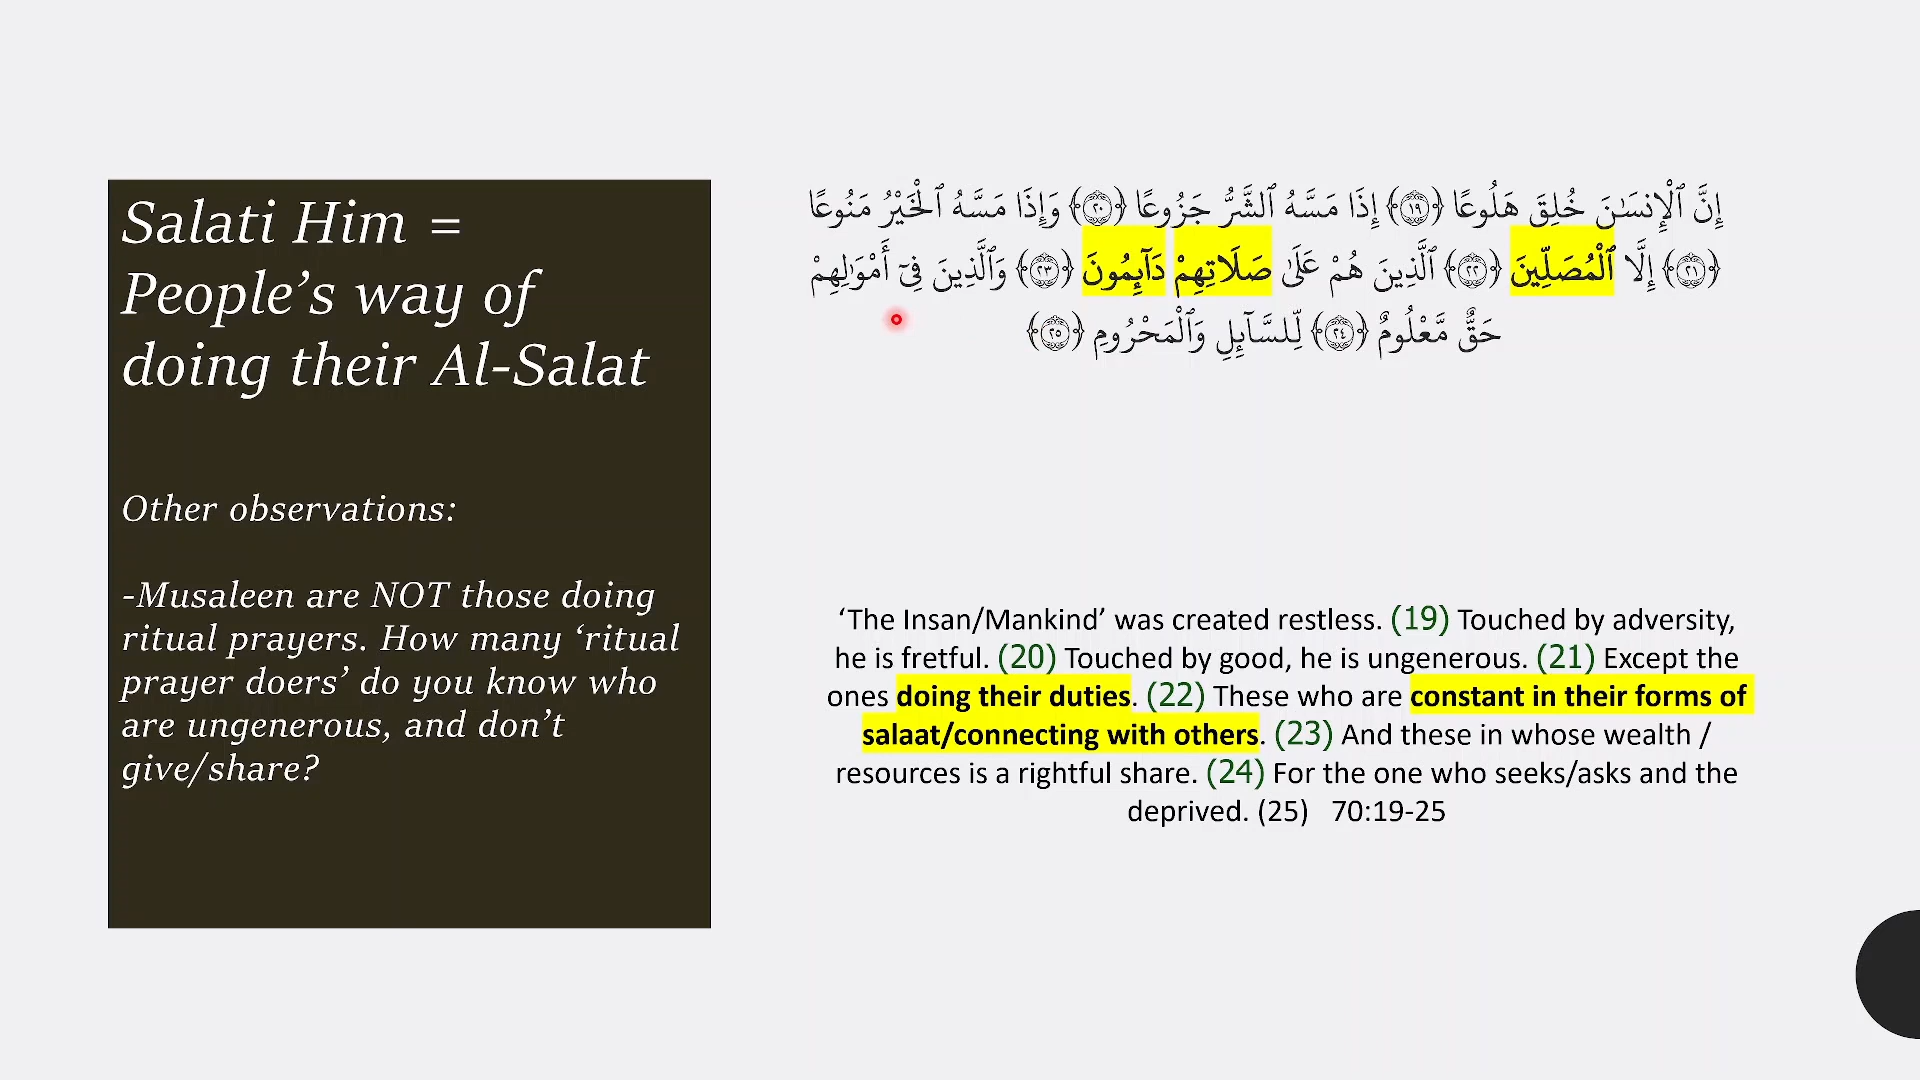 Salati Him =
People’s way of
doing their Al-Salat
Other observations:
-Musaleen are NOT those doing
ritual prayers. How many ‘ritual
prayer doers’ do you know who
are ungenerous, and don’t
give/share?
إِنَّ ٱلْإِنسَـٰنَ خُلِقَ هَلُوعًا ﴿١٩﴾ إِذَا مَسَّهُ ٱلشَّرُّ جَزُوعًا ﴿٢٠﴾ وَإِذَا مَسَّهُ ٱلْخَيْرُ مَنُوعًا
﴿٢١﴾ إِلَّا ٱلْمُصَلِّينَ ﴿٢٢﴾ ٱلَّذِينَ هُمْ عَلَىٰ صَلَاتِهِمْ دَآئِمُونَ ﴿٢٣﴾ وَٱلَّذِينَ فِىٓ أَمْوَٰلِهِمْ
حَقٌّ مَّعْلُومٌ ﴿٢٤﴾ لِّلسَّآئِلِ وَٱلْمَحْرُومِ ﴿٢٥﴾
‘The Insan/Mankind’ was created restless. (19) Touched by adversity,
he is fretful. (20) Touched by good, he is ungenerous. (21) Except the
ones doing their duties. (22) These who are constant in their forms of
salaat/connecting with others. (23) And these in whose wealth /
resources is a rightful share. (24) For the one who seeks/asks and the
deprived. (25) 70:19-25